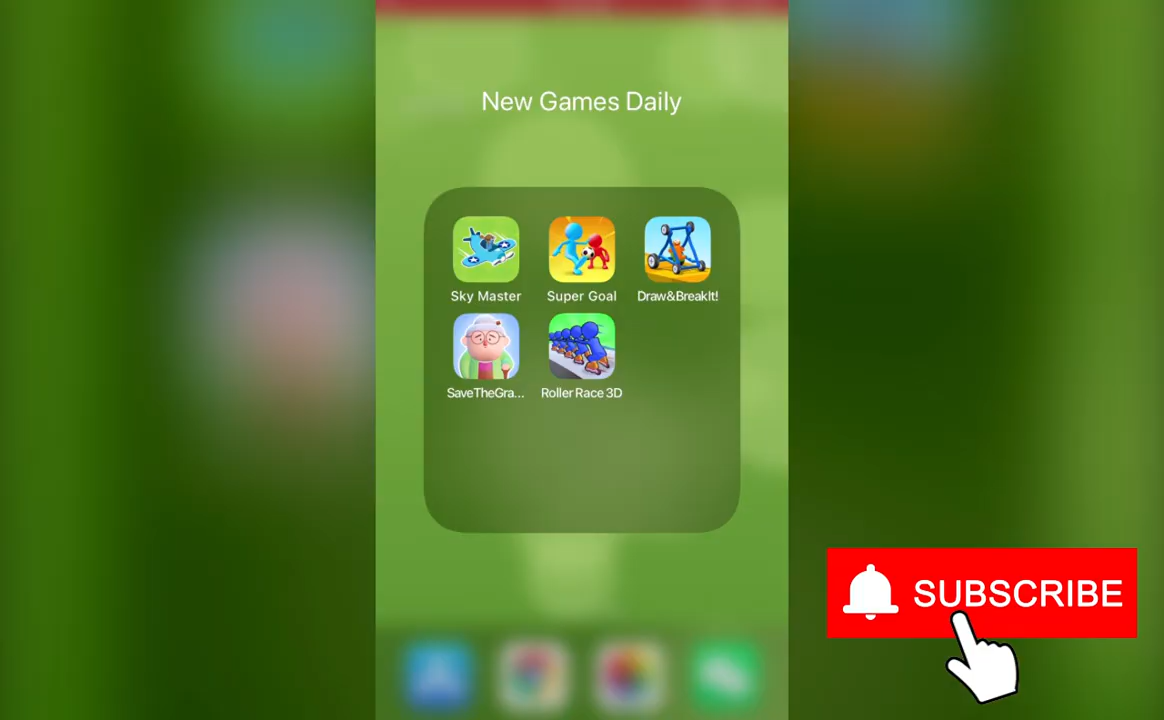 New Games Daily
Sky Master
Super Goal
Draw&BreakIt!
SaveTheGra...
Roller Race 3D
SUBSCRIBE